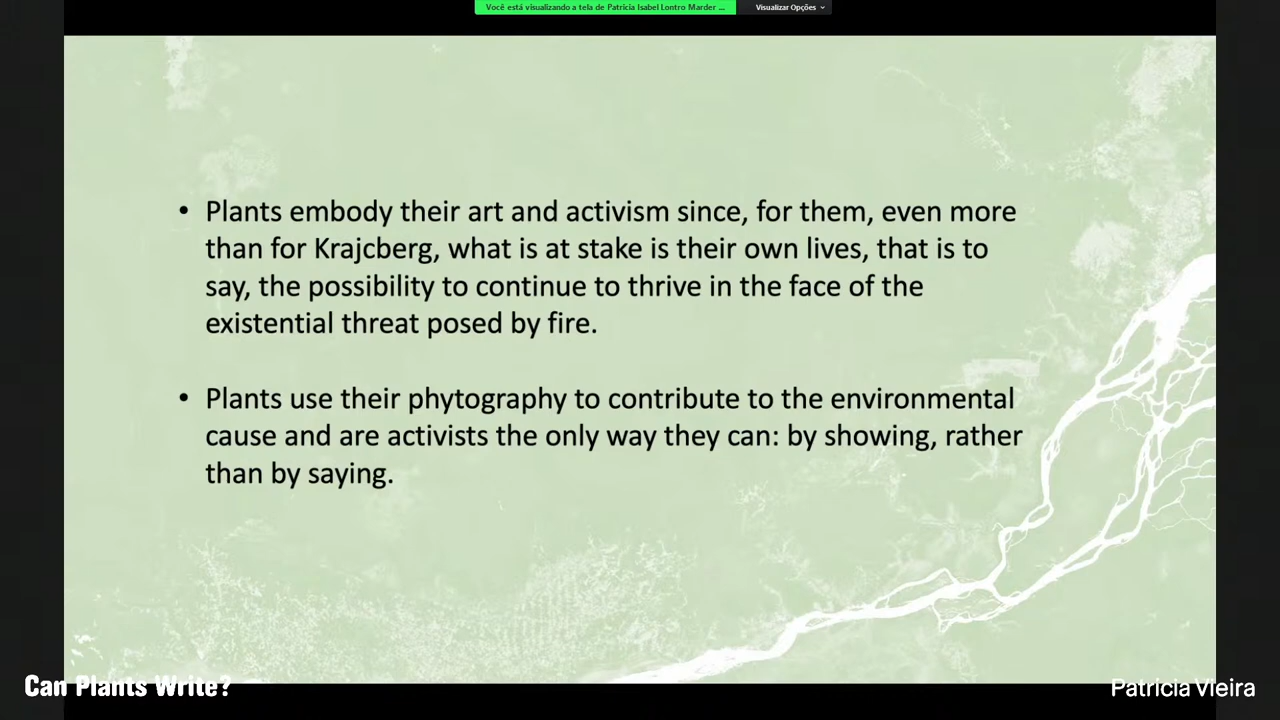 Você está visualizando a tela de Patricia Isabel Lontro Marder ...
Visualizar Opções
• Plants embody their art and activism since, for them, even more
than for Krajcberg, what is at stake is their own lives, that is to
say, the possibility to continue to thrive in the face of the
existential threat posed by fire.
• Plants use their phytography to contribute to the environmental
cause and are activists the only way they can: by showing, rather
than by saying.
Can Plants Write?
Patricia Vieira